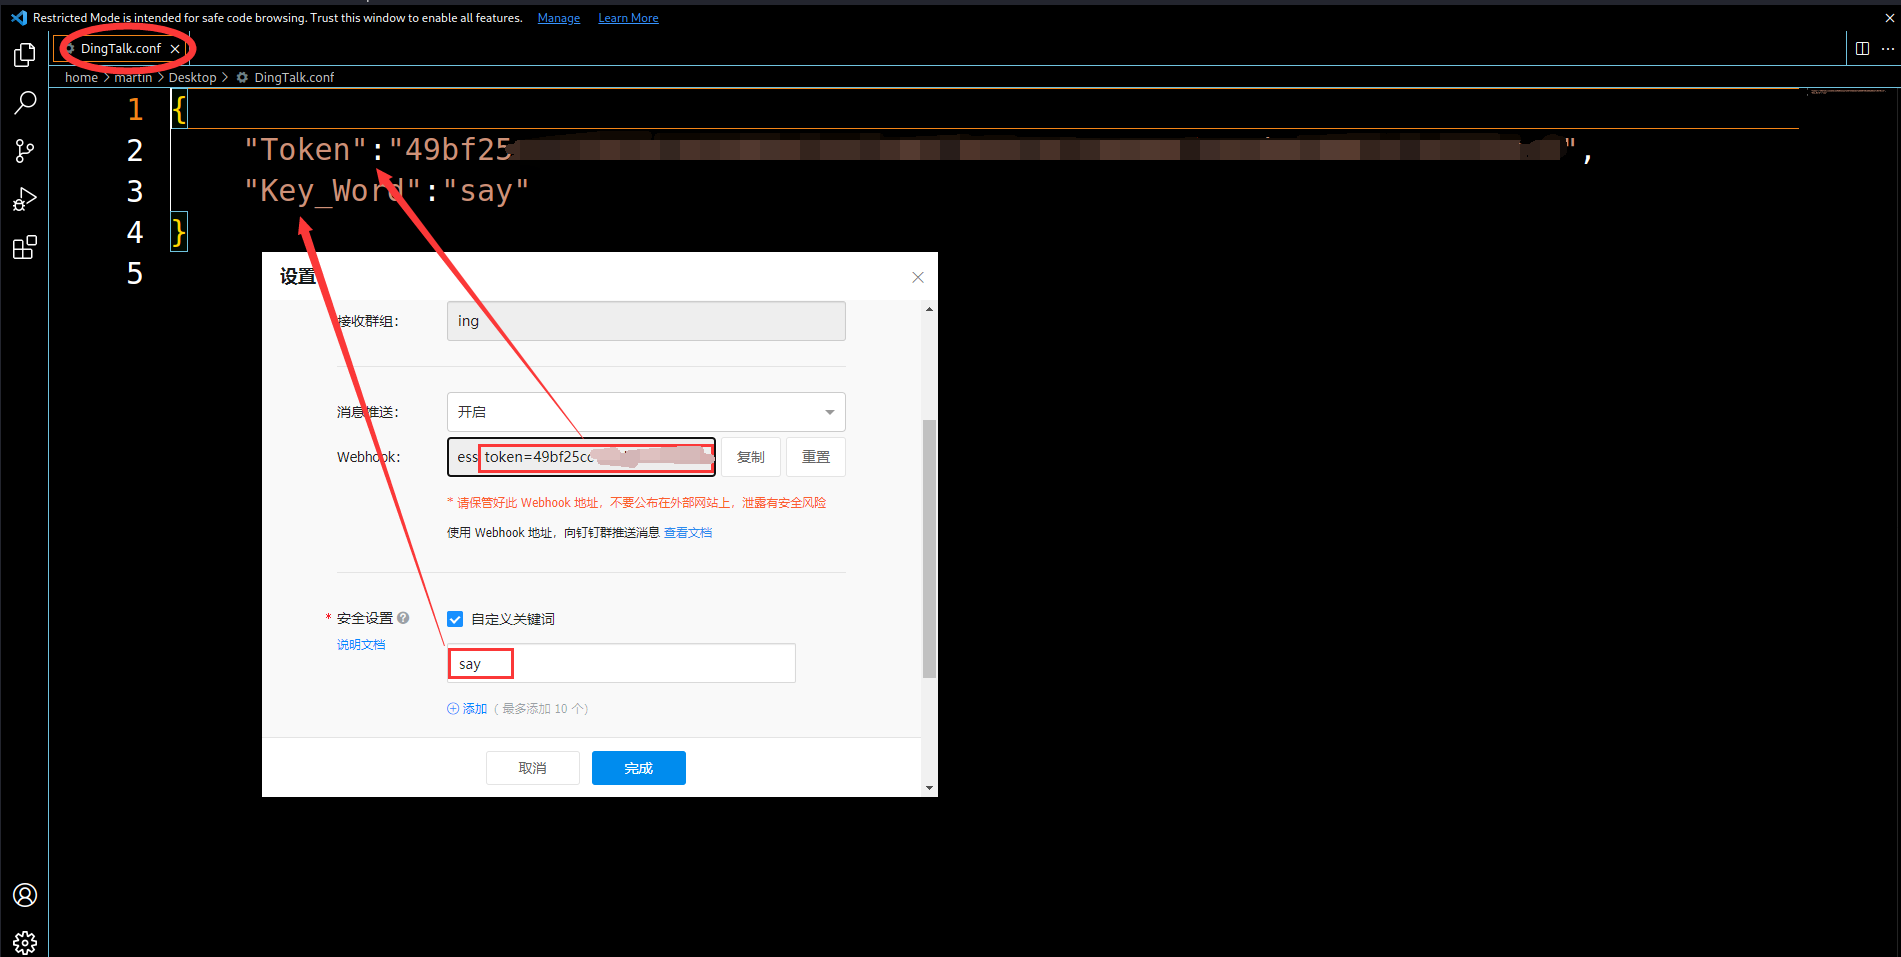 Restricted Mode is intended for safe code browsing. Trust this window to enable all features. Manage Learn More
DingTalk.conf
home > martin > Desktop > DingTalk.conf
1 {
2 "Token":"49bf25 ",
3 "Key_Word":"say"
4 }
5
设置
接收群组: ing
消息推送: 开启
Webhook: ess token=49bf25cc 复制 重置
* 请保管好此 Webhook 地址，不要公布在外部网站上，泄露有安全风险
使用 Webhook 地址，向钉钉群推送消息 查看文档
* 安全设置 自定义关键词
说明文档
say
添加（最多添加 10 个）
取消 完成